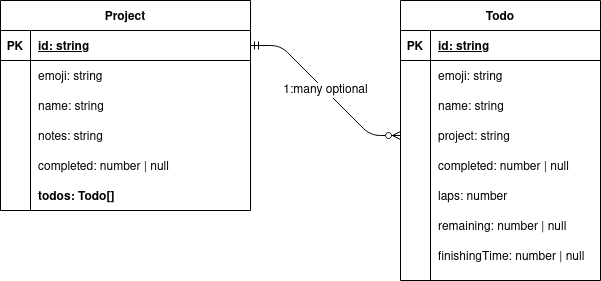 Project
PK id: string
emoji: string
name: string
notes: string
completed: number | null
todos: Todo[]
1:many optional
Todo
PK id: string
emoji: string
name: string
project: string
completed: number | null
laps: number
remaining: number | null
finishingTime: number | null